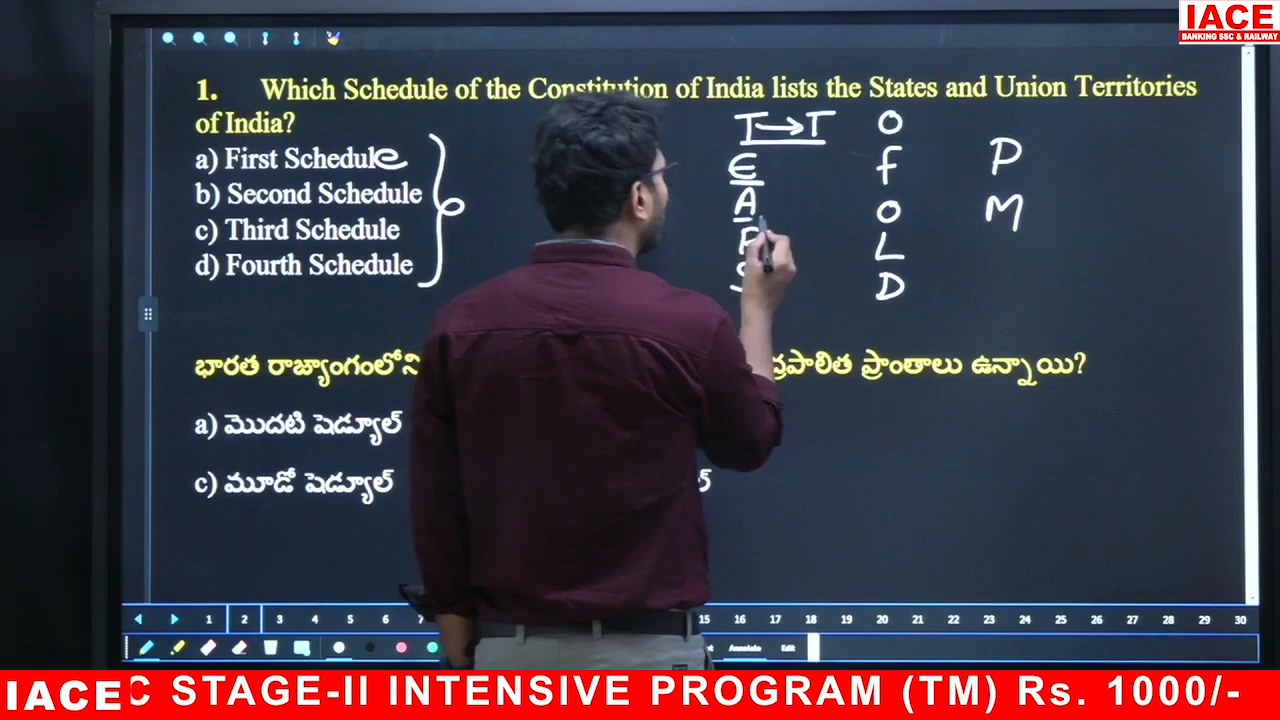 IACE
BANKING SSC & RAILWAY
1. Which Schedule of the Constitution of India lists the States and Union Territories
of India?
a) First Schedule
b) Second Schedule
c) Third Schedule
d) Fourth Schedule
T→T O
E F P
A O M
L
S D
భారత రాజ్యాంగంలోని ప్రాంతాలు ఉన్నాయి?
a) మొదటి షెడ్యూల్
c) మూడో షెడ్యూల్
1 2 3 4 5 6 7 15 16 17 18 19 20 21 22 23 24 25 26 27 28 29 30
Annotate Edit
IACE C STAGE-II INTENSIVE PROGRAM (TM) Rs. 1000/-